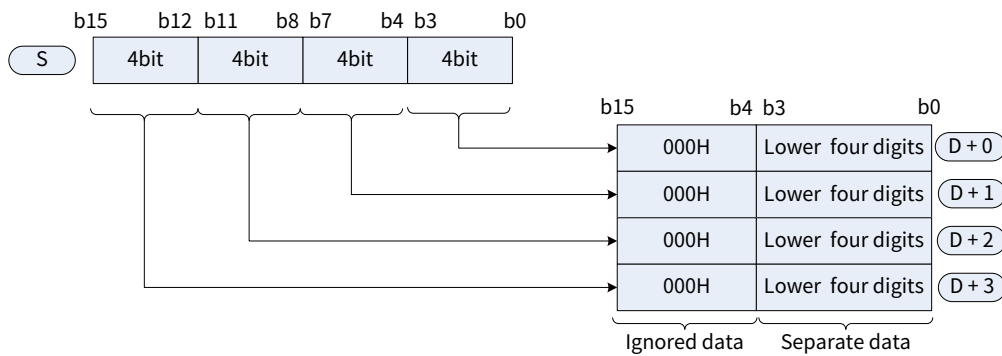 b15 b12 b11 b8 b7 b4 b3 b0
S 4bit 4bit 4bit 4bit
b15 b4 b3 b0
000H Lower four digits D + 0
000H Lower four digits D + 1
000H Lower four digits D + 2
000H Lower four digits D + 3
Ignored data Separate data